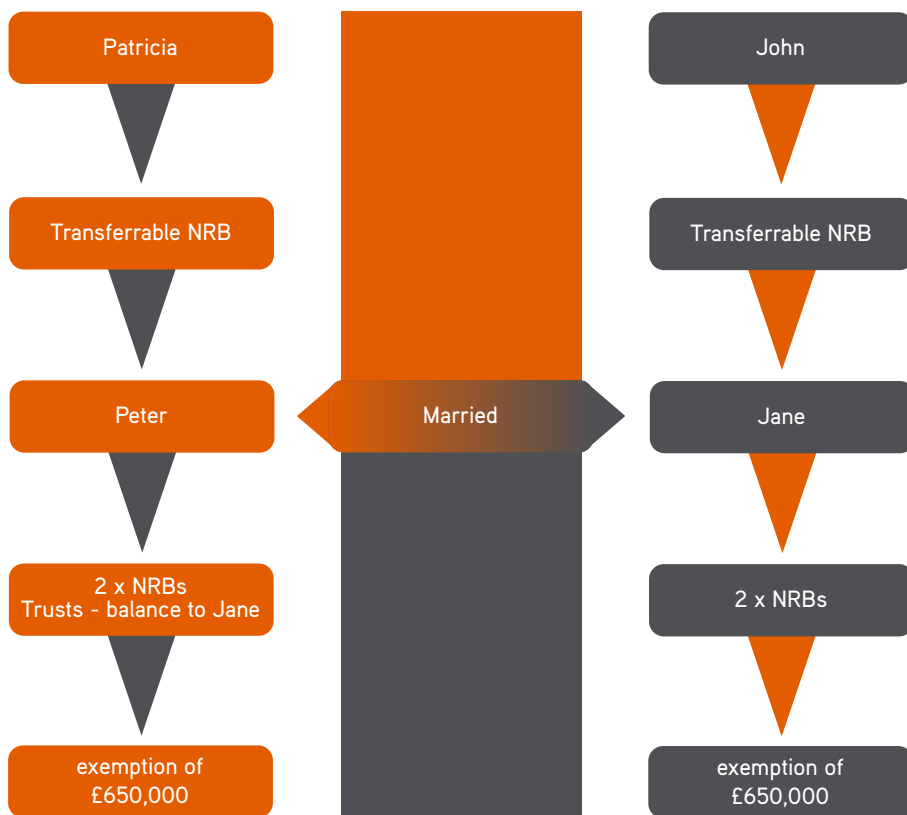 Patricia
John
Transferrable NRB
Transferrable NRB
Peter
Married
Jane
2 x NRBs
Trusts - balance to Jane
2 x NRBs
exemption of
£650,000
exemption of
£650,000